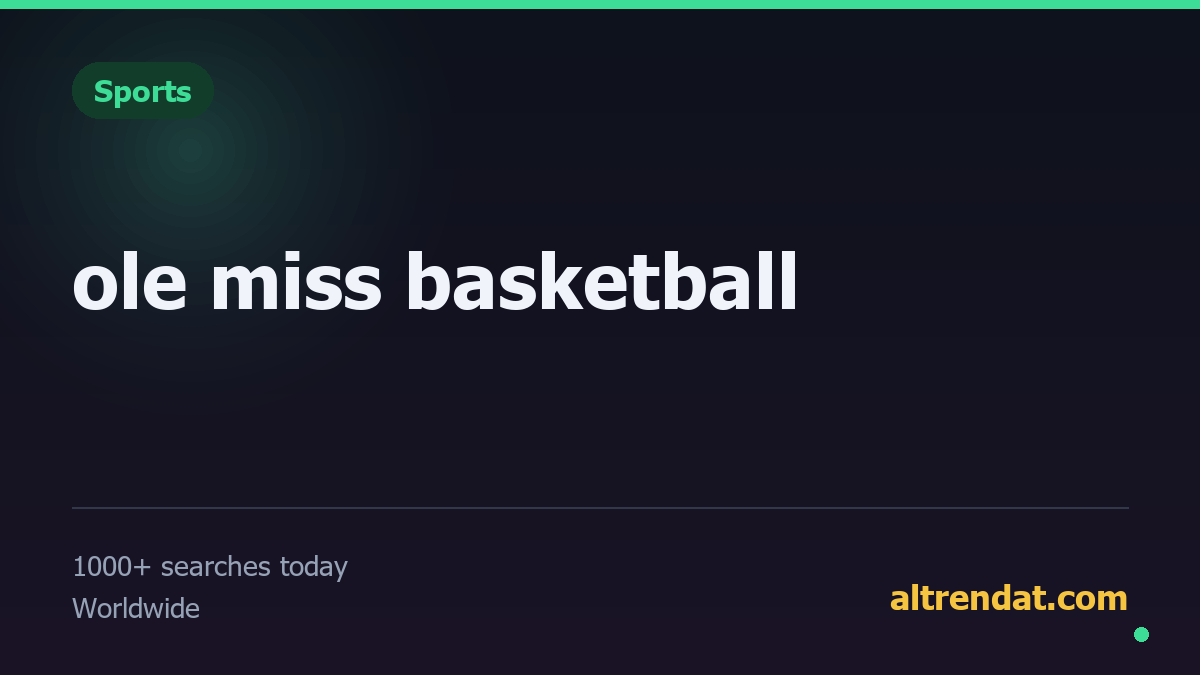 Sports
ole miss basketball
1000+ searches today
Worldwide
altrendat.com